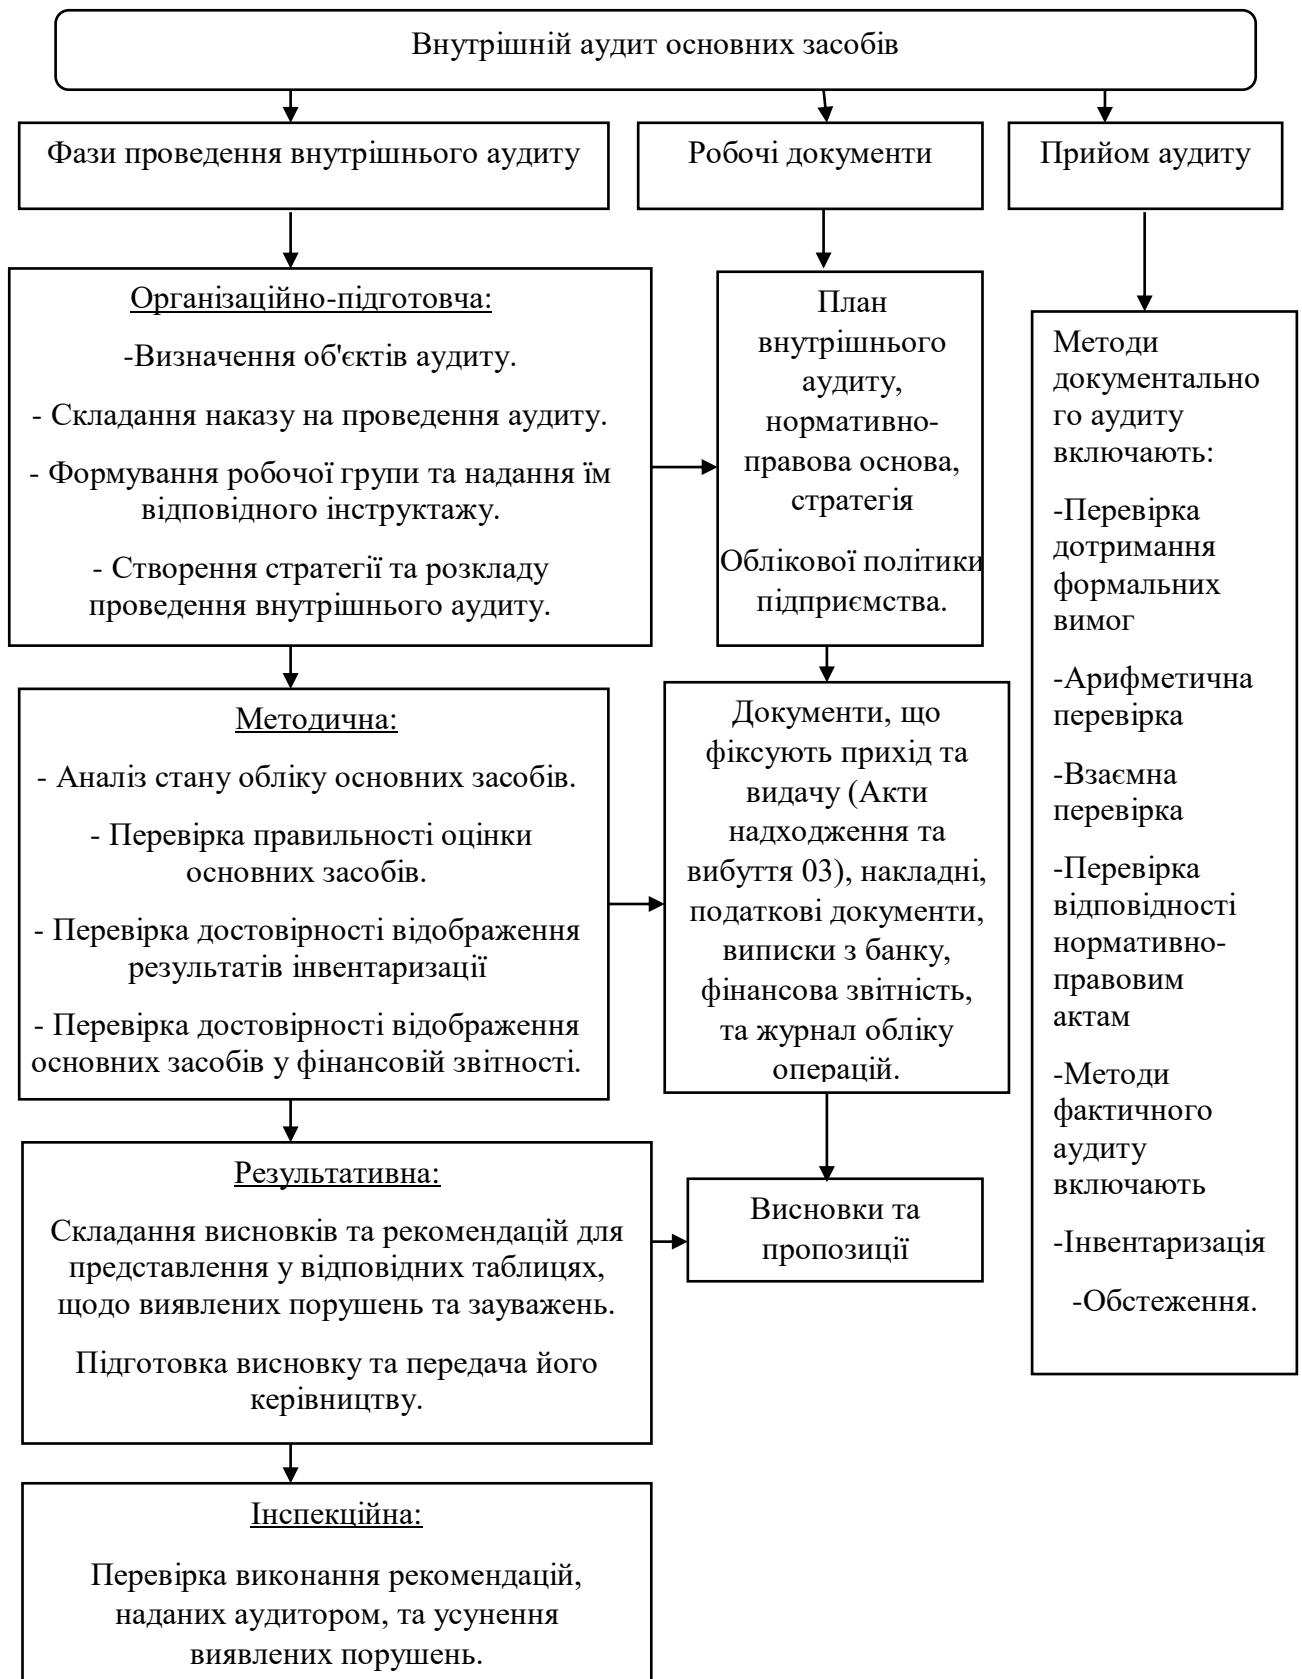 Внутрішній аудит основних засобів
Фази проведення внутрішнього аудиту
Робочі документи
Прийом аудиту
Організаційно-підготовча:
-Визначення об'єктів аудиту.
- Складання наказу на проведення аудиту.
- Формування робочої групи та надання їм
відповідного інструктажу.
- Створення стратегії та розкладу
проведення внутрішнього аудиту.
План
внутрішнього
аудиту,
нормативно-
правова основа,
стратегія
Облікової політики
підприємства.
Методи
документально
го аудиту
включають:
-Перевірка
дотримання
формальних
вимог
-Арифметична
перевірка
-Взаємна
перевірка
-Перевірка
відповідності
нормативно-
правовим
актам
-Методи
фактичного
аудиту
включають
-Інвентаризація
-Обстеження.
Методична:
- Аналіз стану обліку основних засобів.
- Перевірка правильності оцінки
основних засобів.
- Перевірка достовірності відображення
результатів інвентаризації
- Перевірка достовірності відображення
основних засобів у фінансовій звітності.
Документи, що
фіксують прихід та
видачу (Акти
надходження та
вибуття 03), накладні,
податкові документи,
виписки з банку,
фінансова звітність,
та журнал обліку
операцій.
Результативна:
Складання висновків та рекомендацій для
представлення у відповідних таблицях,
щодо виявлених порушень та зауважень.
Підготовка висновку та передача його
керівництву.
Висновки та
пропозиції
Інспекційна:
Перевірка виконання рекомендацій,
наданих аудитором, та усунення
виявлених порушень.